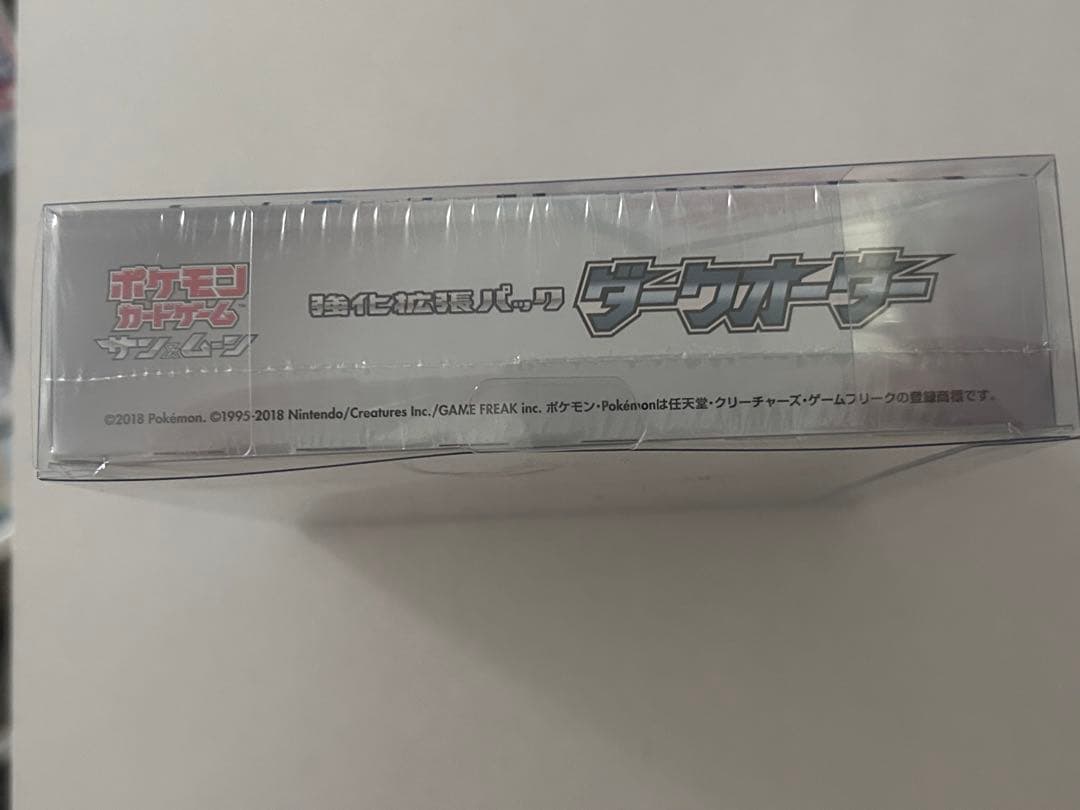 ポケモン
カードゲーム
サン&ムーン
強化拡張パック
ダークオーダー
©2018 Pokémon. ©1995-2018 Nintendo/Creatures Inc./GAME FREAK inc. ポケモン・Pokémonは任天堂・クリーチャーズ・ゲームフリークの登録商標です。